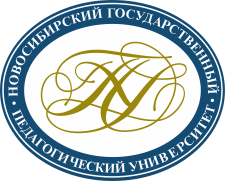 НОВОСИБИРСКИЙ ГОСУДАРСТВЕННЫЙ
ПЕДАГОГИЧЕСКИЙ УНИВЕРСИТЕТ